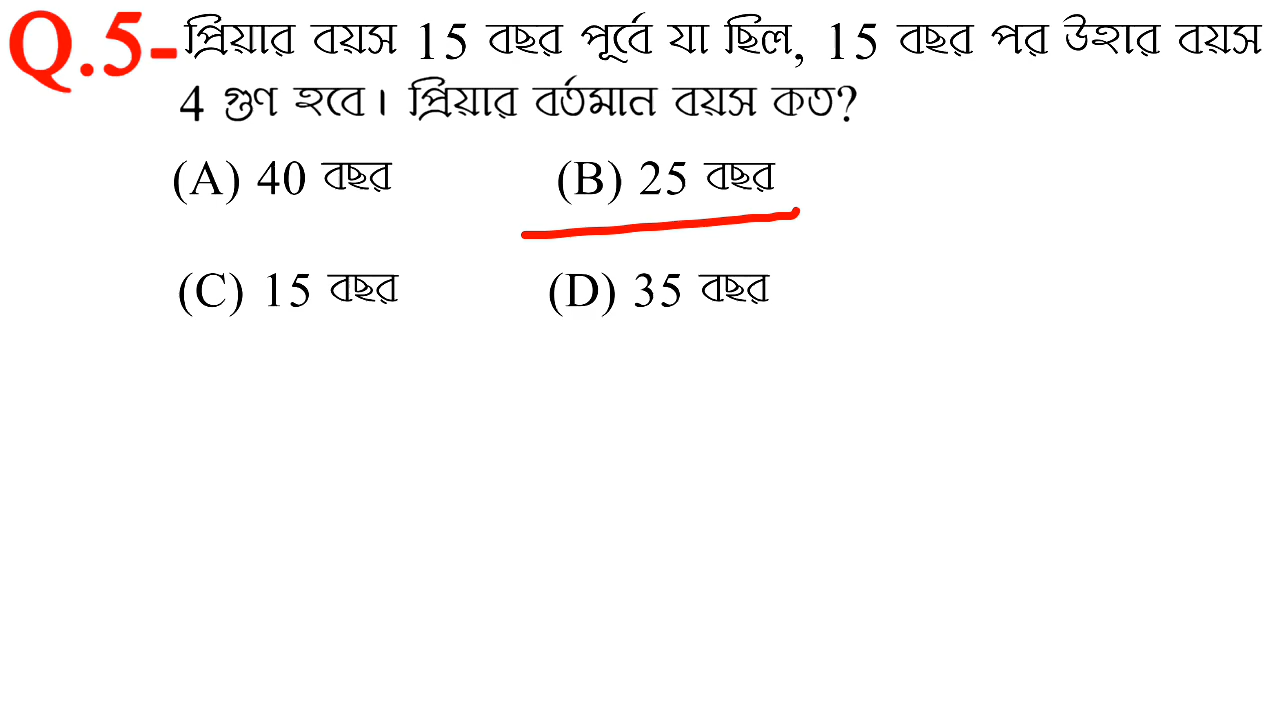 Q.5- প্রিয়ার বয়স 15 বছর পূর্বে যা ছিল, 15 বছর পর উহার বয়স
4 গুণ হবে। প্রিয়ার বর্তমান বয়স কত?
(A) 40 বছর (B) 25 বছর
(C) 15 বছর (D) 35 বছর